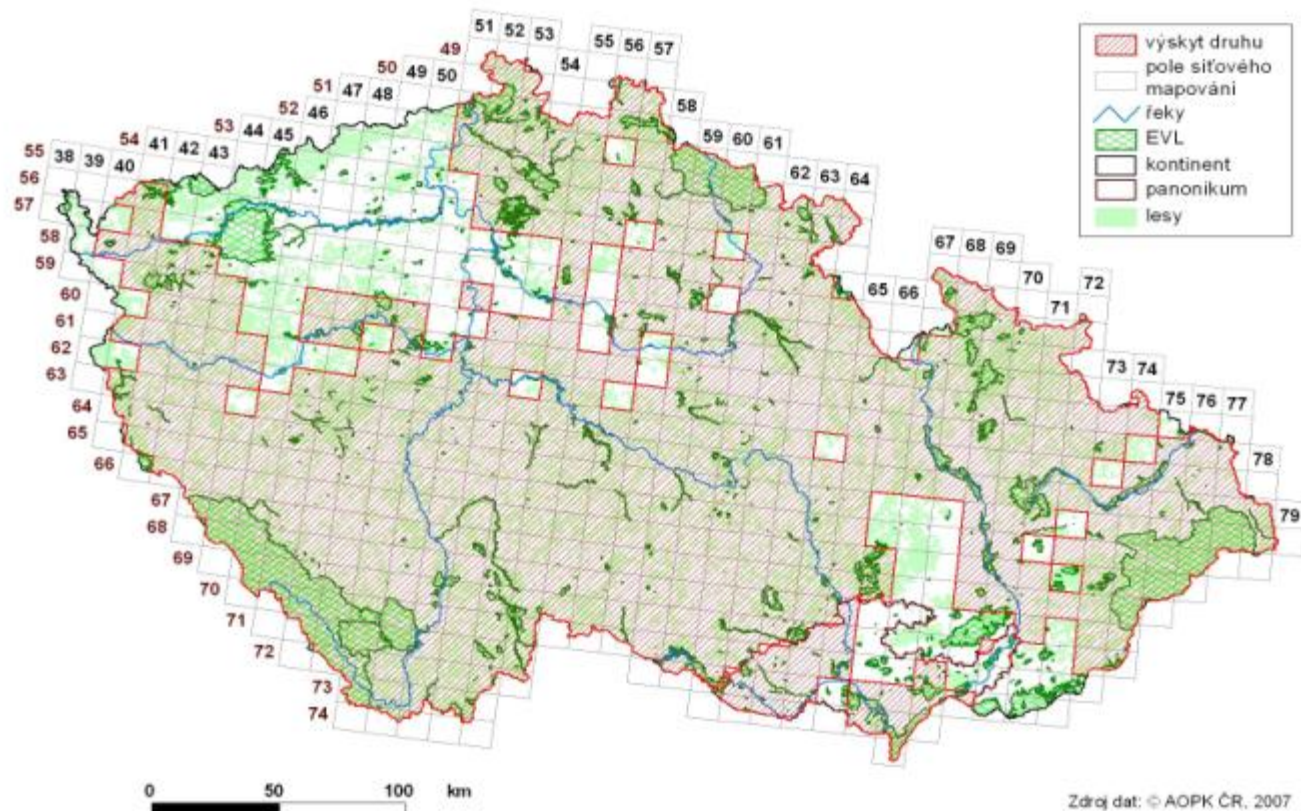 51 52 53
54
55 56 57
58
59 60 61
62 63 64
65 66
67 68 69
70
71
72
73 74
75 76 77
78
79
49 50
47 48
46
44 45
41 42 43
38 39 40
49
50
51
52
53
54
55
56
57
58
59
60
61
62
63
64
65
66
67
68
69
70
71
72
73
74
výskyt druhu
pole síťového
mapování
řeky
EVL
kontinent
panonikum
lesy
0 50 100 km
Zdroj dat: © AOPK ČR, 2007